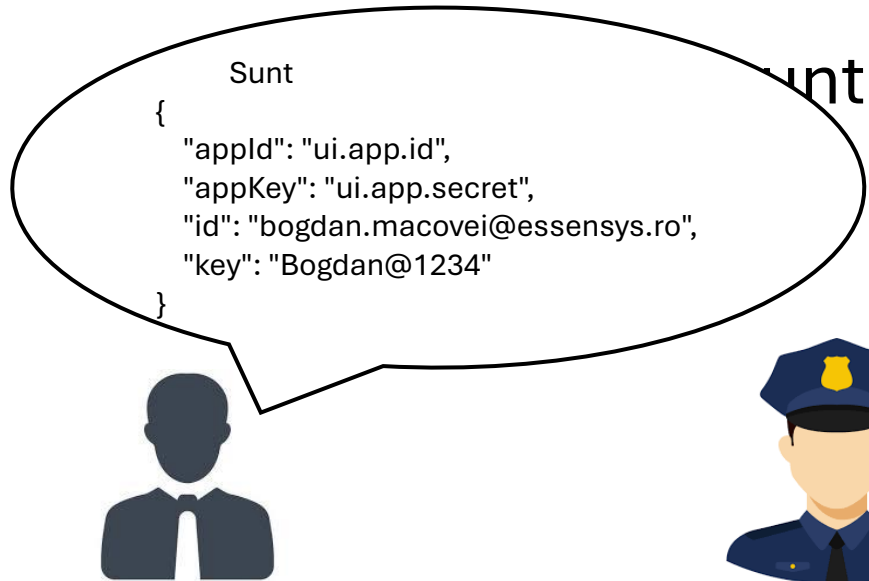 Sunt
{
"appId": "ui.app.id",
"appKey": "ui.app.secret",
"id": "bogdan.macovei@essensys.ro",
"key": "Bogdan@1234"
}